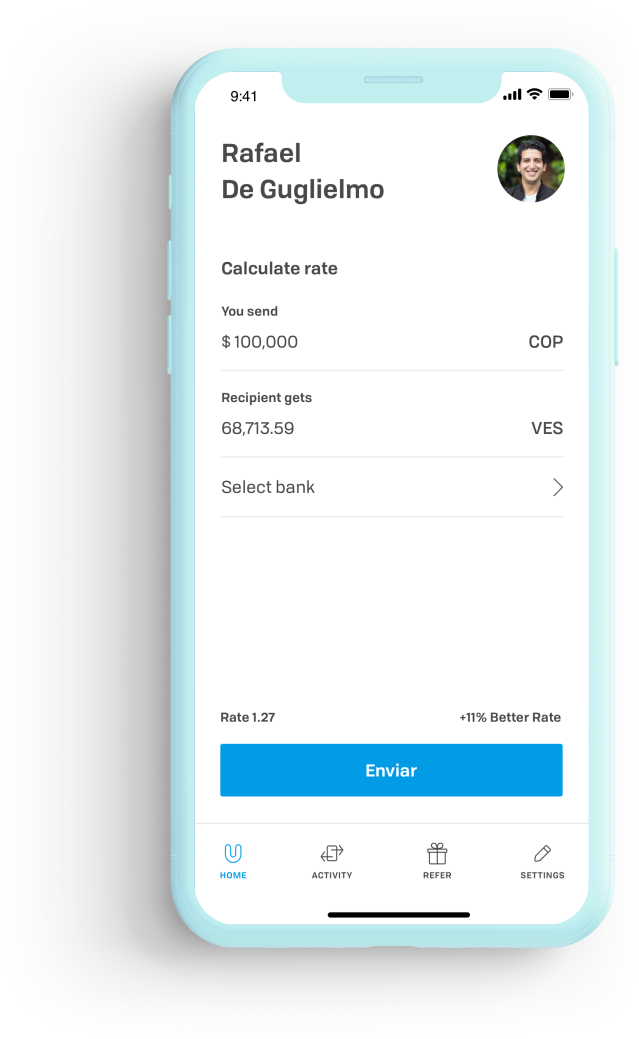 9:41
Rafael
De Guglielmo
Calculate rate
You send
$ 100,000 COP
Recipient gets
68,713.59 VES
Select bank
Rate 1.27 +11% Better Rate
Enviar
HOME ACTIVITY REFER SETTINGS